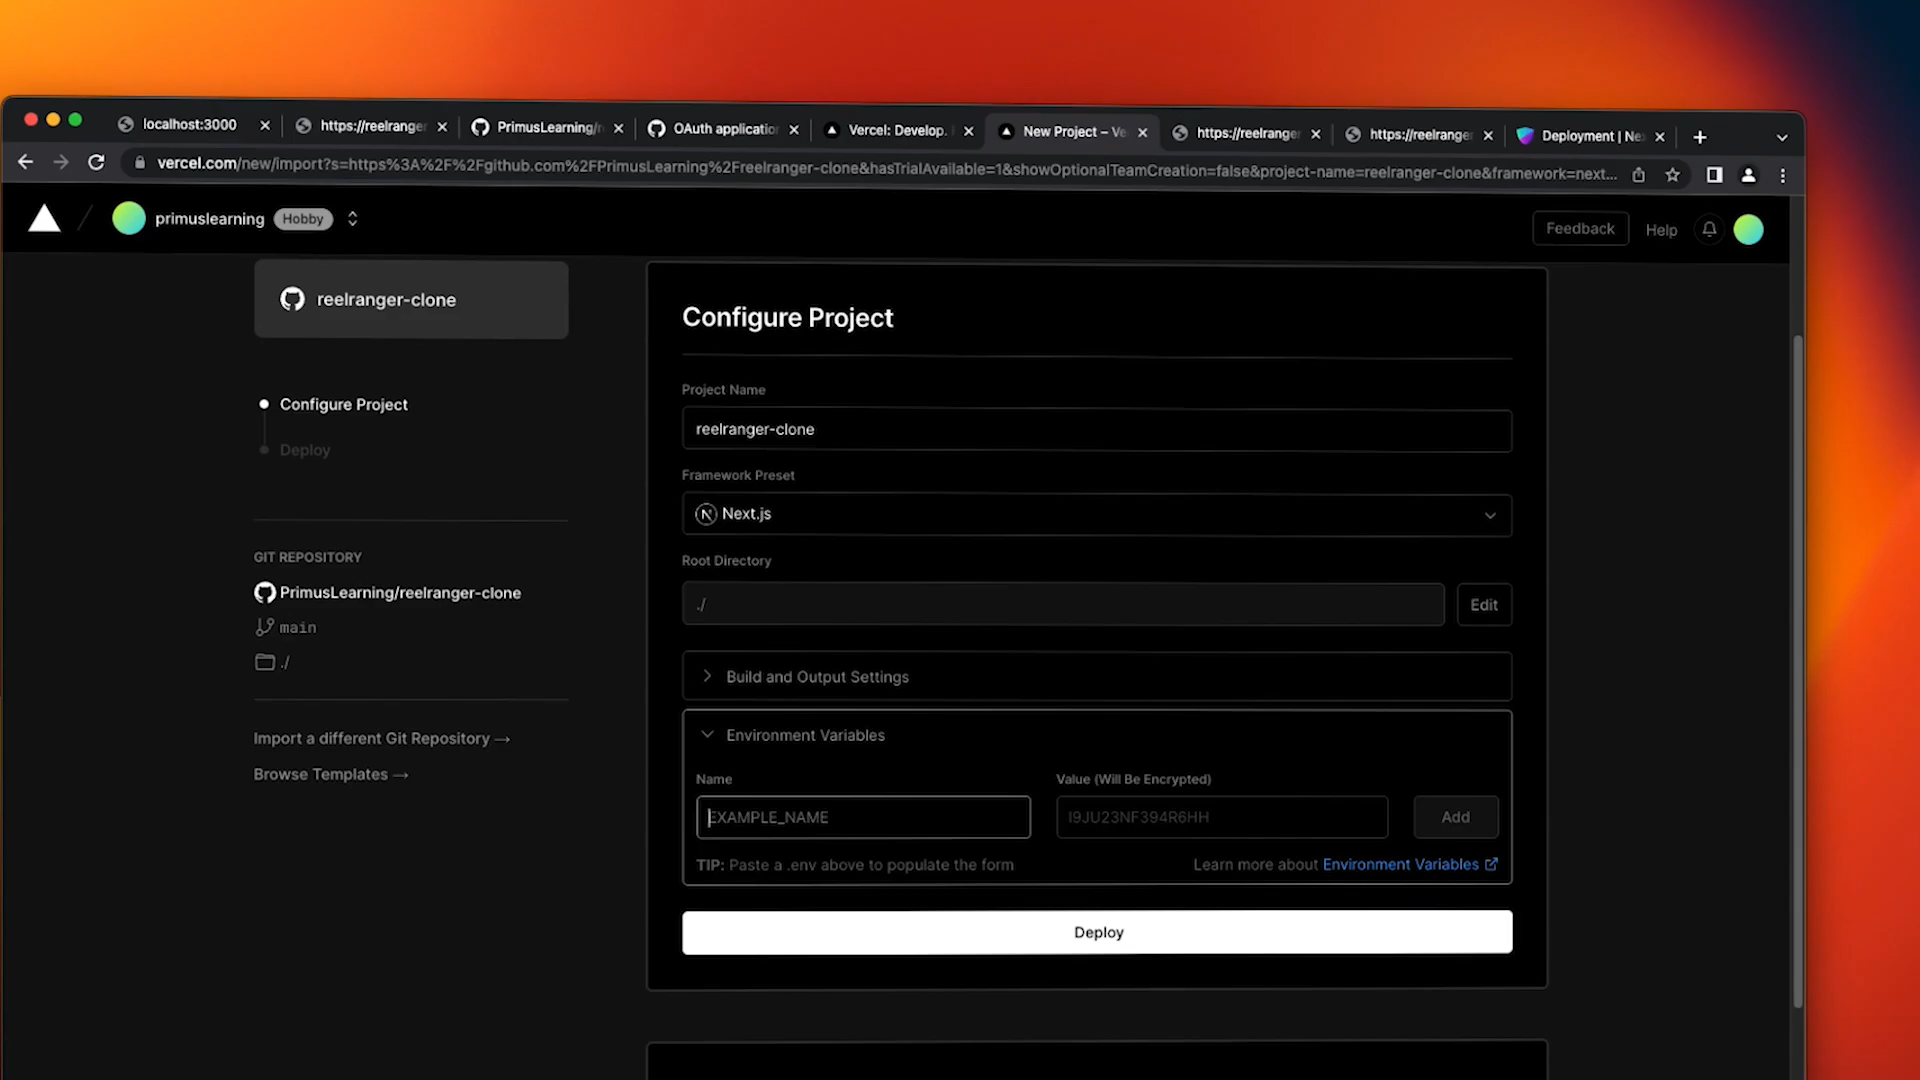 localhost:3000
https://reelranger
PrimusLearning/r
OAuth application
Vercel: Develop.
New Project – Ve
https://reelranger
https://reelranger
Deployment | Ne
vercel.com/new/import?s=https%3A%2F%2Fgithub.com%2FPrimusLearning%2Freelranger-clone&hasTrialAvailable=1&showOptionalTeamCreation=false&project-name=reelranger-clone&framework=next...
primuslearning
Hobby
Feedback
Help
reelranger-clone
Configure Project
Deploy
GIT REPOSITORY
PrimusLearning/reelranger-clone
main
./
Import a different Git Repository →
Browse Templates →
Configure Project
Project Name
reelranger-clone
Framework Preset
Next.js
Root Directory
./
Edit
Build and Output Settings
Environment Variables
Name
Value (Will Be Encrypted)
EXAMPLE_NAME
I9JU23NF394R6HH
Add
TIP: Paste a .env above to populate the form
Learn more about Environment Variables
Deploy